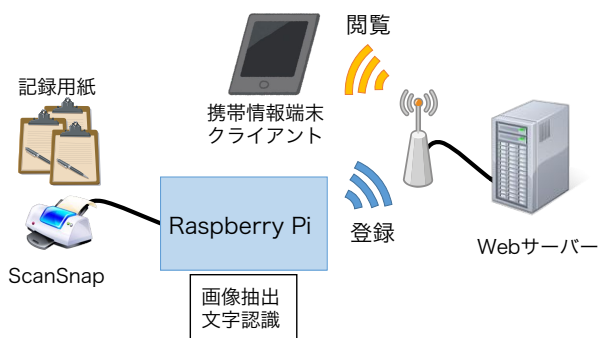 閲覧
記録用紙
携帯情報端末
クライアント
Raspberry Pi
登録
Webサーバー
ScanSnap
画像抽出
文字認識